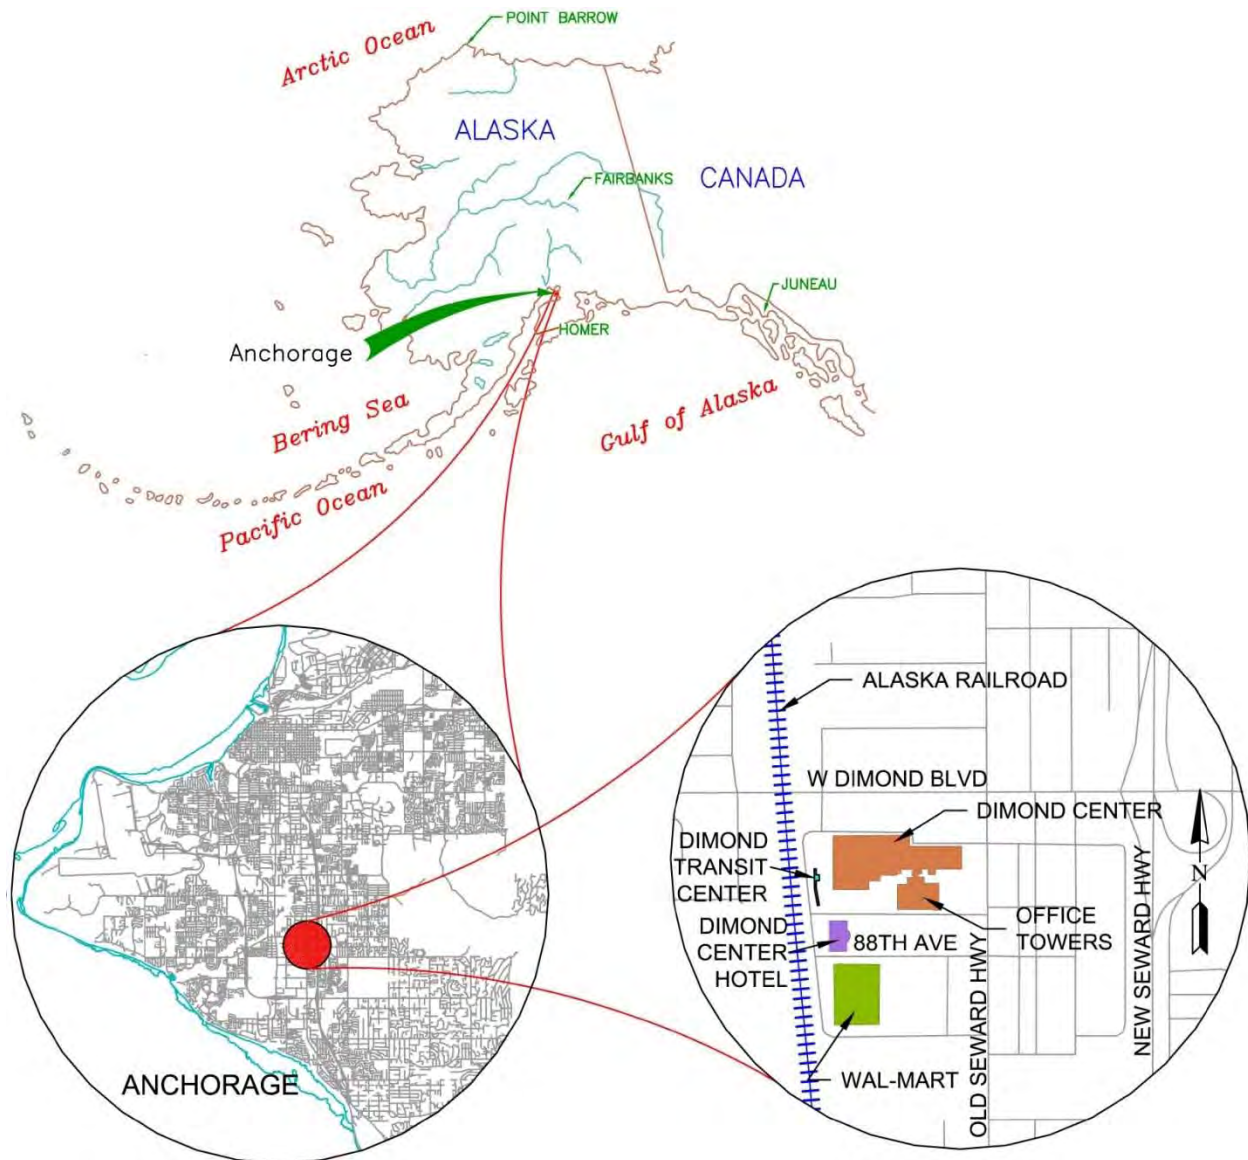 POINT BARROW
Arctic Ocean
ALASKA
FAIRBANKS
CANADA
JUNEAU
HOMER
Anchorage
Bering Sea
Gulf of Alaska
Pacific Ocean
ANCHORAGE
ALASKA RAILROAD
W DIMOND BLVD
DIMOND CENTER
DIMOND
TRANSIT
CENTER
OFFICE
TOWERS
DIMOND
CENTER
HOTEL
88TH AVE
WAL-MART
OLD SEWARD HWY
NEW SEWARD HWY
N